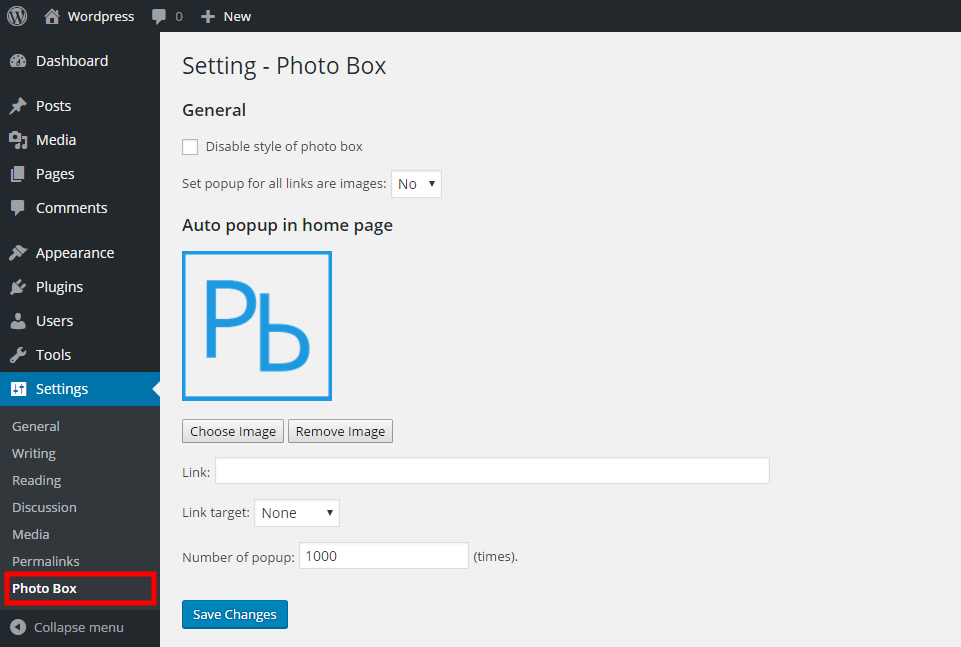 Wordpress 0 New
Dashboard
Posts
Media
Pages
Comments
Appearance
Plugins
Users
Tools
Settings
General
Writing
Reading
Discussion
Media
Permalinks
Photo Box
Collapse menu
Setting - Photo Box
General
Disable style of photo box
Set popup for all links are images: No
Auto popup in home page
Pb
Choose Image Remove Image
Link:
Link target: None
Number of popup: 1000 (times).
Save Changes